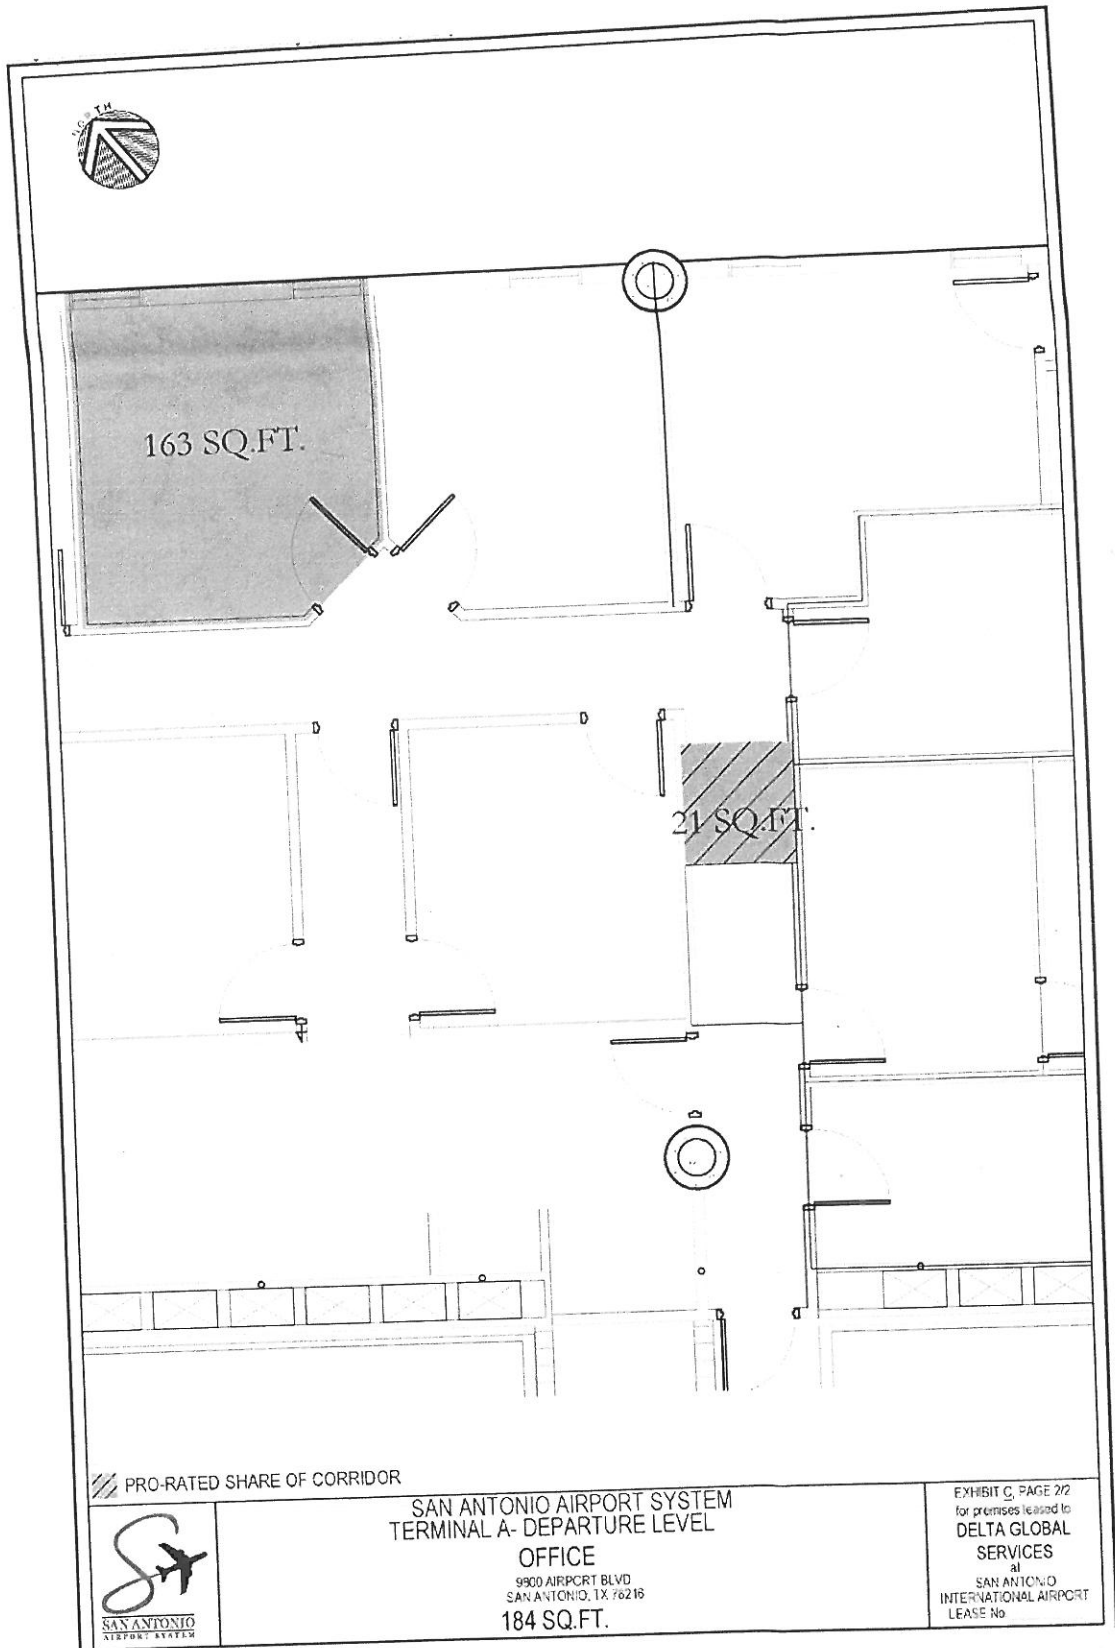 NORTH
163 SQ.FT.
21 SQ.FT.
PRO-RATED SHARE OF CORRIDOR
SAN ANTONIO
AIRPORT SYSTEM
SAN ANTONIO AIRPORT SYSTEM
TERMINAL A- DEPARTURE LEVEL
OFFICE
9800 AIRPORT BLVD
SAN ANTONIO, TX 78216
184 SQ.FT.
EXHIBIT C, PAGE 2/2
for premises leased to
DELTA GLOBAL
SERVICES
at
SAN ANTONIO
INTERNATIONAL AIRPORT
LEASE No.